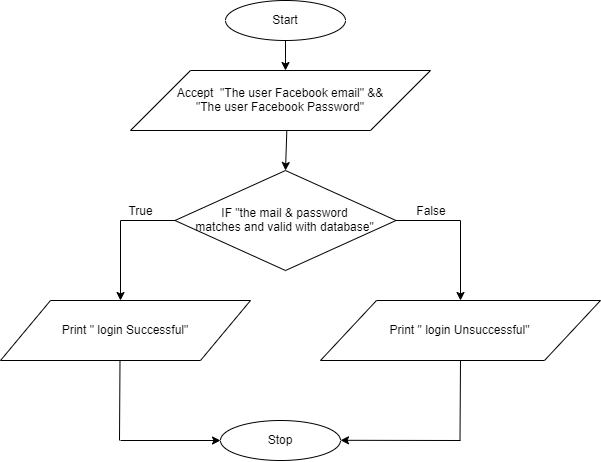 Start
Accept  "The user Facebook email" &&
"The user Facebook Password"
IF "the mail & password
matches and valid with database"
True
False
Print " login Successful"
Print " login Unsuccessful"
Stop